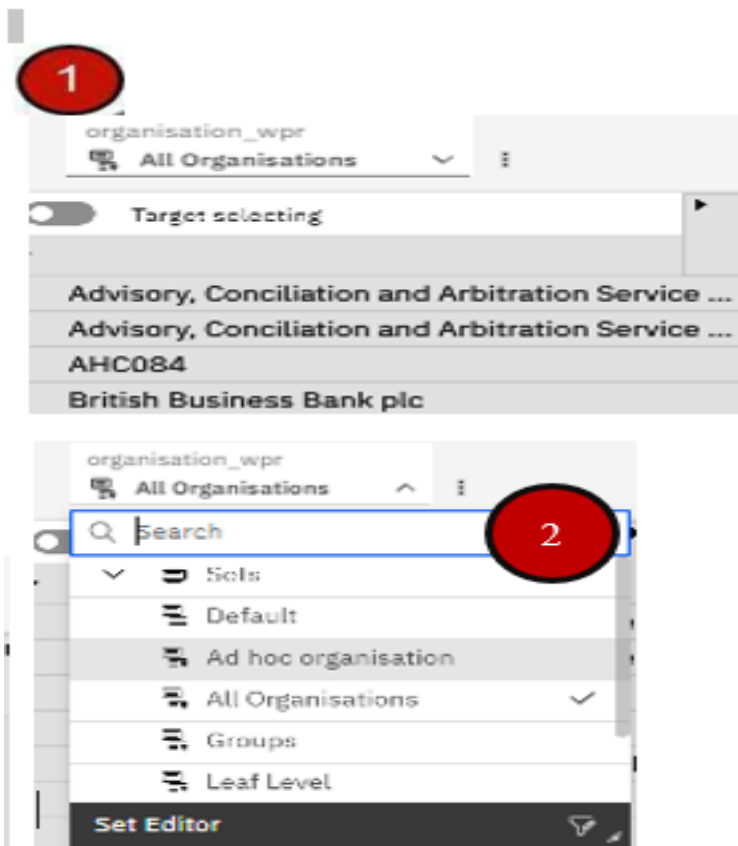 1
organisation_wpr
All Organisations
Target selecting
Advisory, Conciliation and Arbitration Service ...
Advisory, Conciliation and Arbitration Service ...
AHC084
British Business Bank plc
organisation_wpr
All Organisations
Search
2
Sets
Default
Ad hoc organisation
All Organisations
Groups
Leaf Level
Set Editor